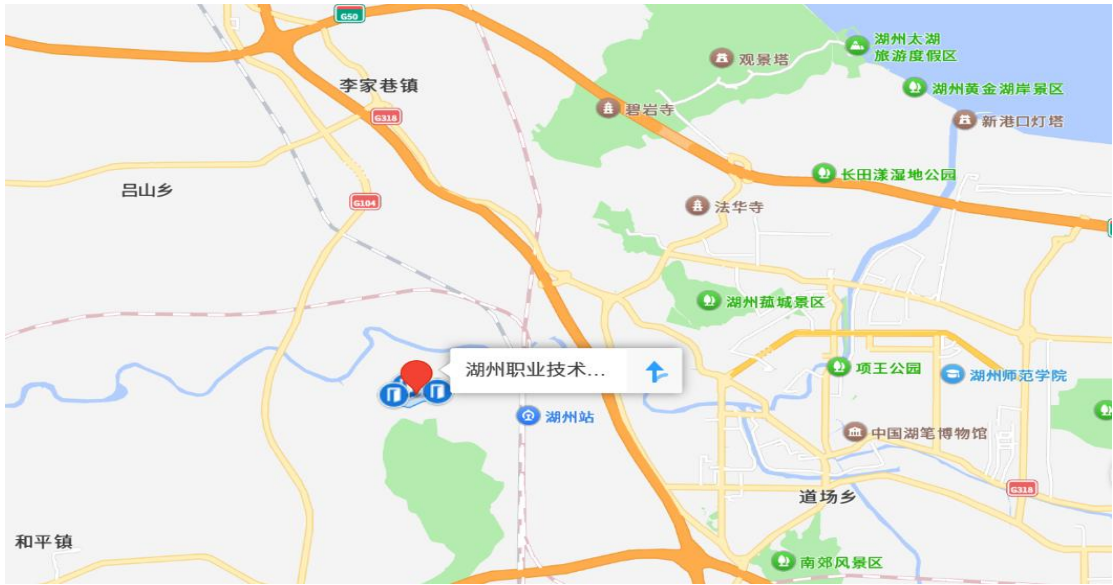 G50
湖州太湖
旅游度假区
观景塔
李家巷镇
湖州黄金湖岸景区
碧岩寺
G318
新港口灯塔
长田漾湿地公园
吕山乡
G104
法华寺
湖州菰城景区
湖州职业技术...
项王公园
湖州师范学院
湖州站
中国湖笔博物馆
G318
道场乡
和平镇
南郊风景区